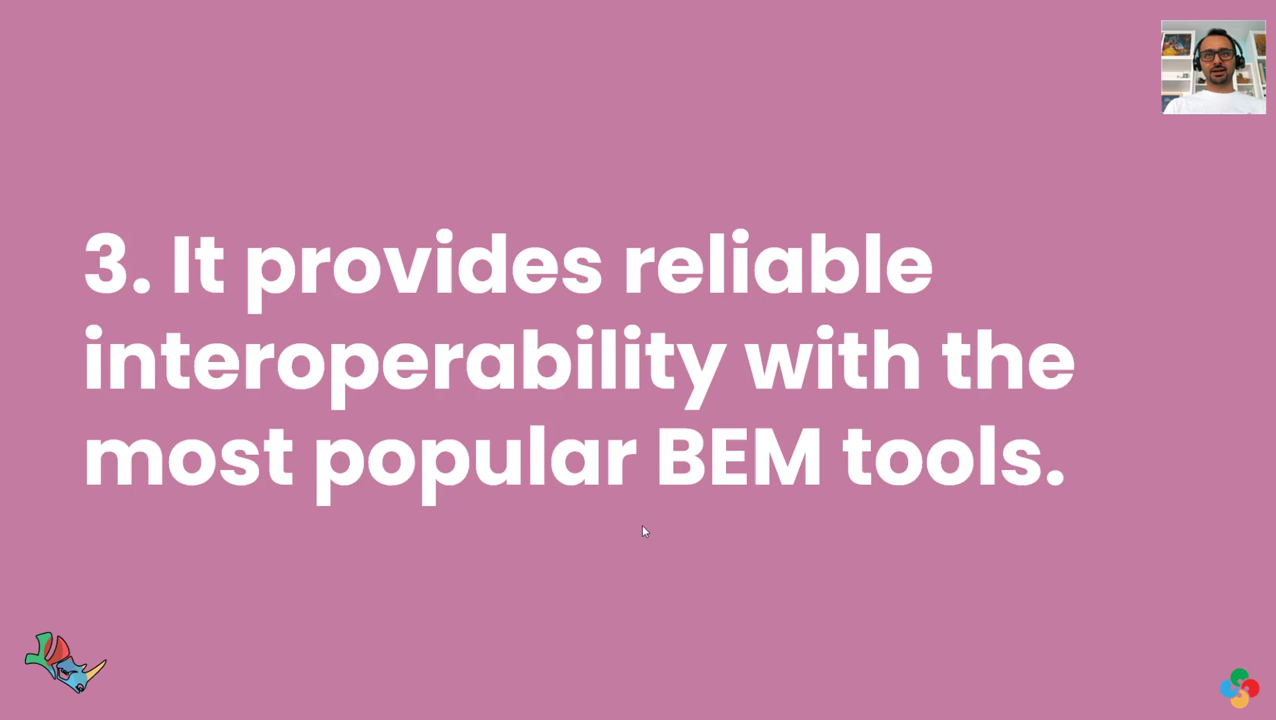 3. It provides reliable
interoperability with the
most popular BEM tools.